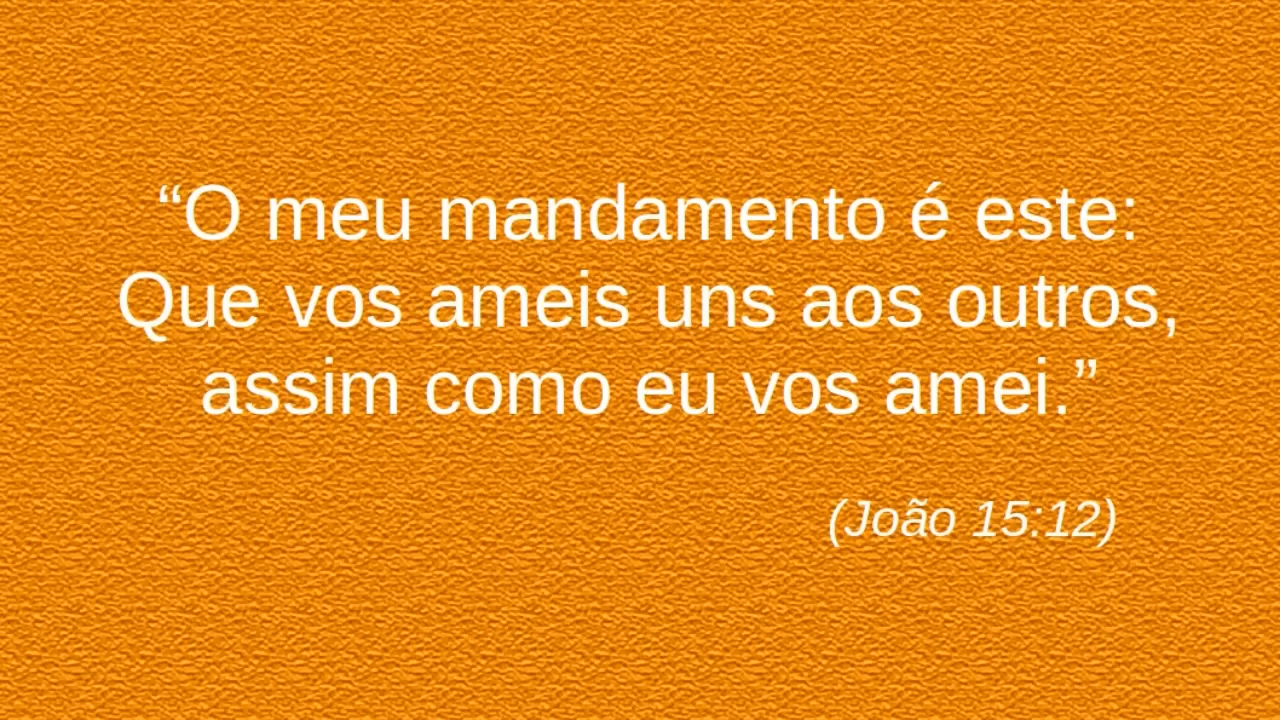 “O meu mandamento é este:
Que vos ameis uns aos outros,
assim como eu vos amei.”
(João 15:12)